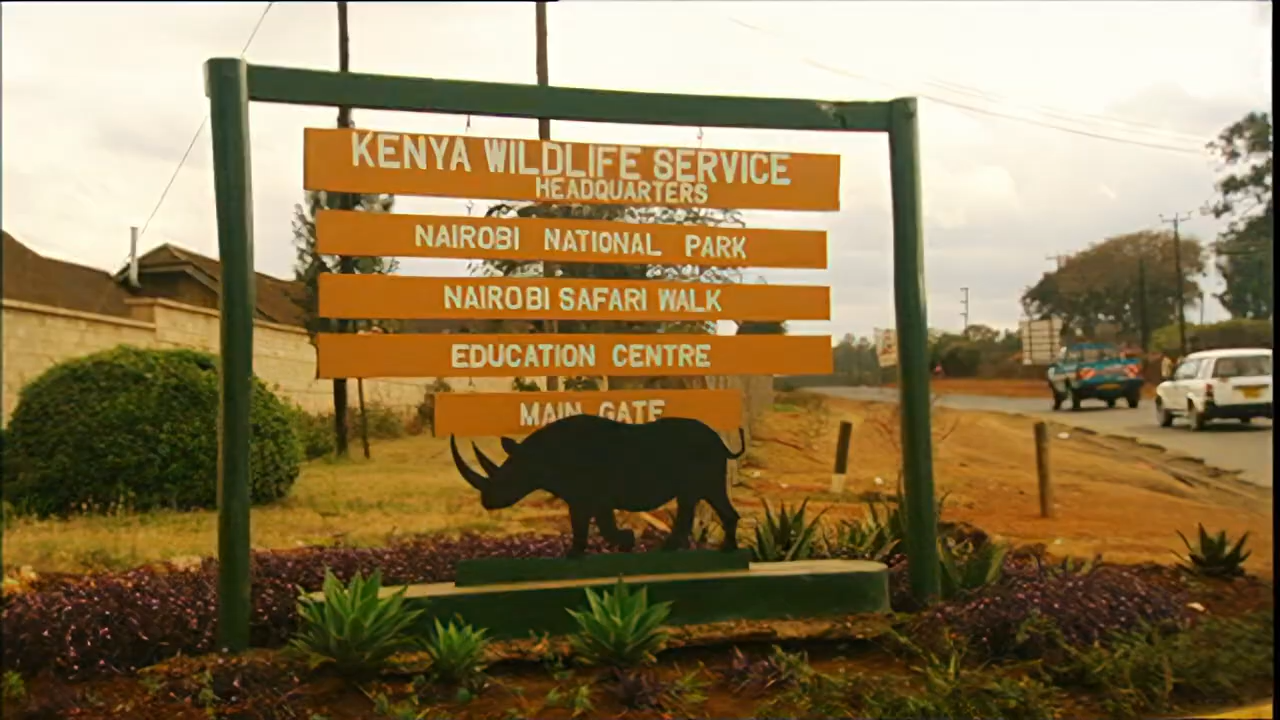 KENYA WILDLIFE SERVICE
HEADQUARTERS
NAIROBI NATIONAL PARK
NAIROBI SAFARI WALK
EDUCATION CENTRE
MAIN GATE